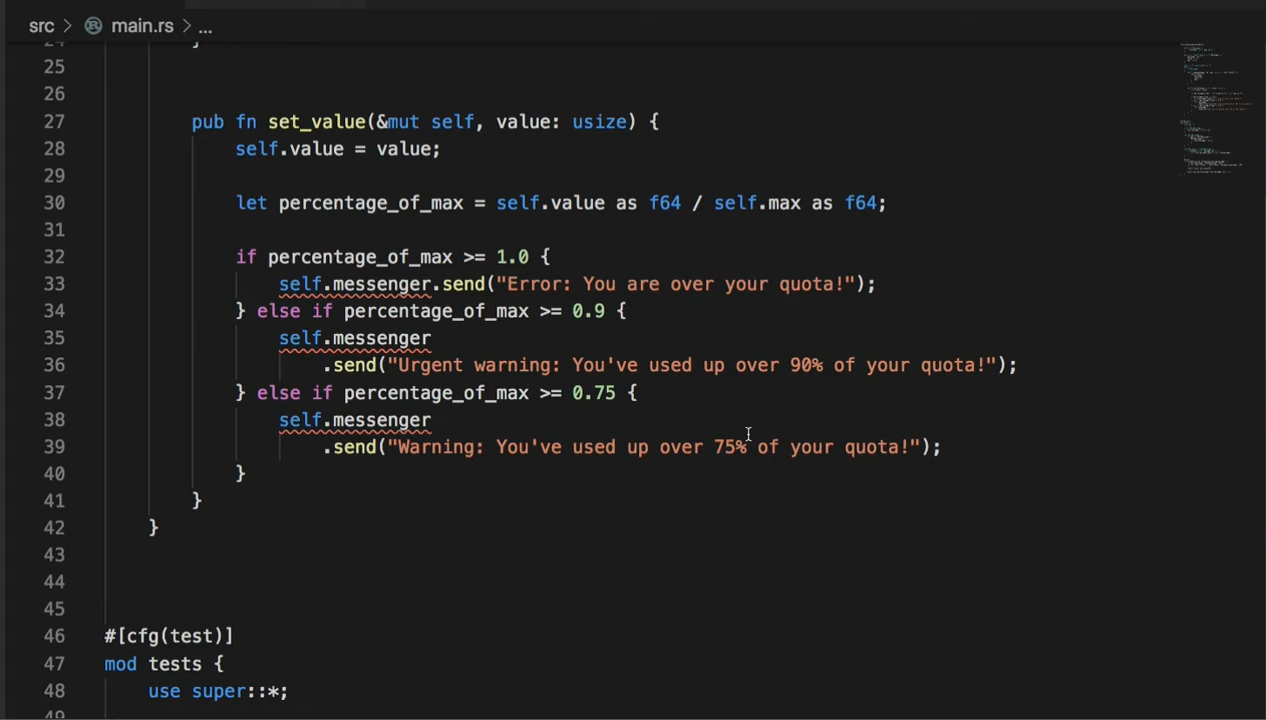 src > main.rs > ...
24 }
25
26
27 pub fn set_value(&mut self, value: usize) {
28 self.value = value;
29
30 let percentage_of_max = self.value as f64 / self.max as f64;
31
32 if percentage_of_max >= 1.0 {
33 self.messenger.send("Error: You are over your quota!");
34 } else if percentage_of_max >= 0.9 {
35 self.messenger
36 .send("Urgent warning: You've used up over 90% of your quota!");
37 } else if percentage_of_max >= 0.75 {
38 self.messenger
39 .send("Warning: You've used up over 75% of your quota!");
40 }
41 }
42 }
43
44
45
46 #[cfg(test)]
47 mod tests {
48 use super::*;
49